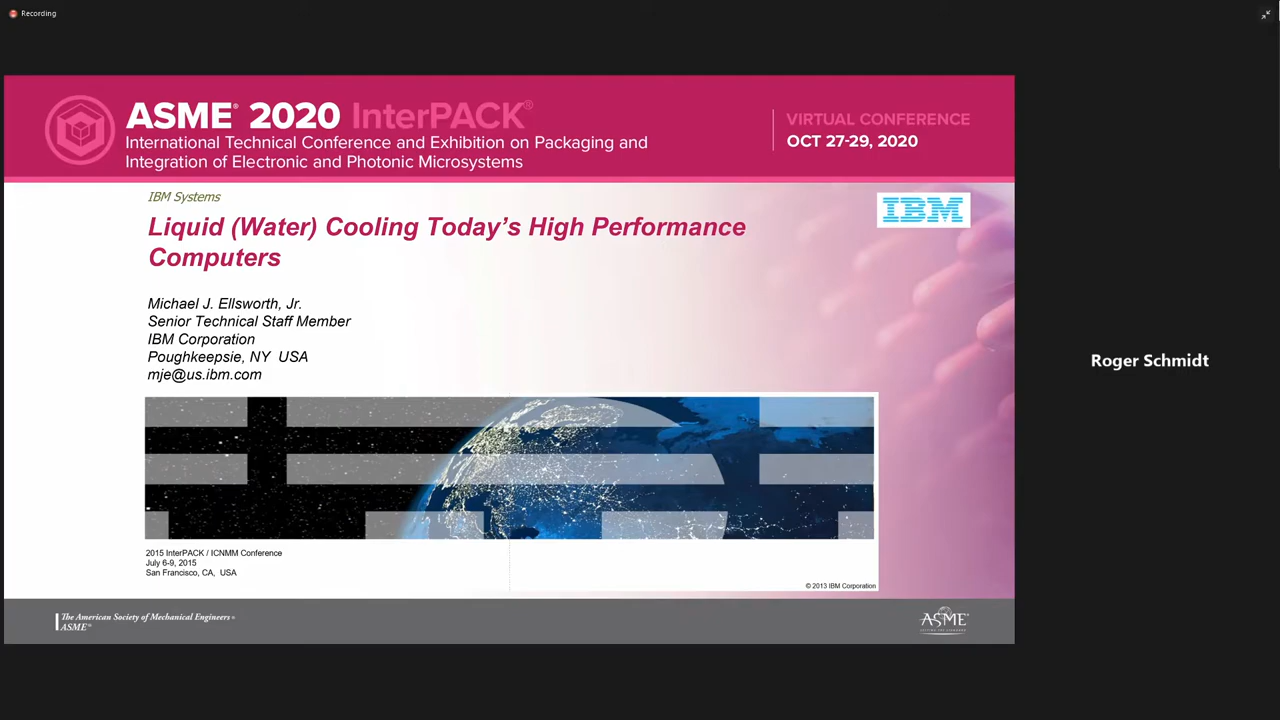 Recording
ASME® 2020 InterPACK®
International Technical Conference and Exhibition on Packaging and
Integration of Electronic and Photonic Microsystems
VIRTUAL CONFERENCE
OCT 27-29, 2020
IBM Systems
IBM
Liquid (Water) Cooling Today's High Performance
Computers
Michael J. Ellsworth, Jr.
Senior Technical Staff Member
IBM Corporation
Poughkeepsie, NY USA
mje@us.ibm.com
Roger Schmidt
2015 InterPACK / ICNMM Conference
July 6-9, 2015
San Francisco, CA, USA
© 2013 IBM Corporation
The American Society of Mechanical Engineers®
ASME®
ASME